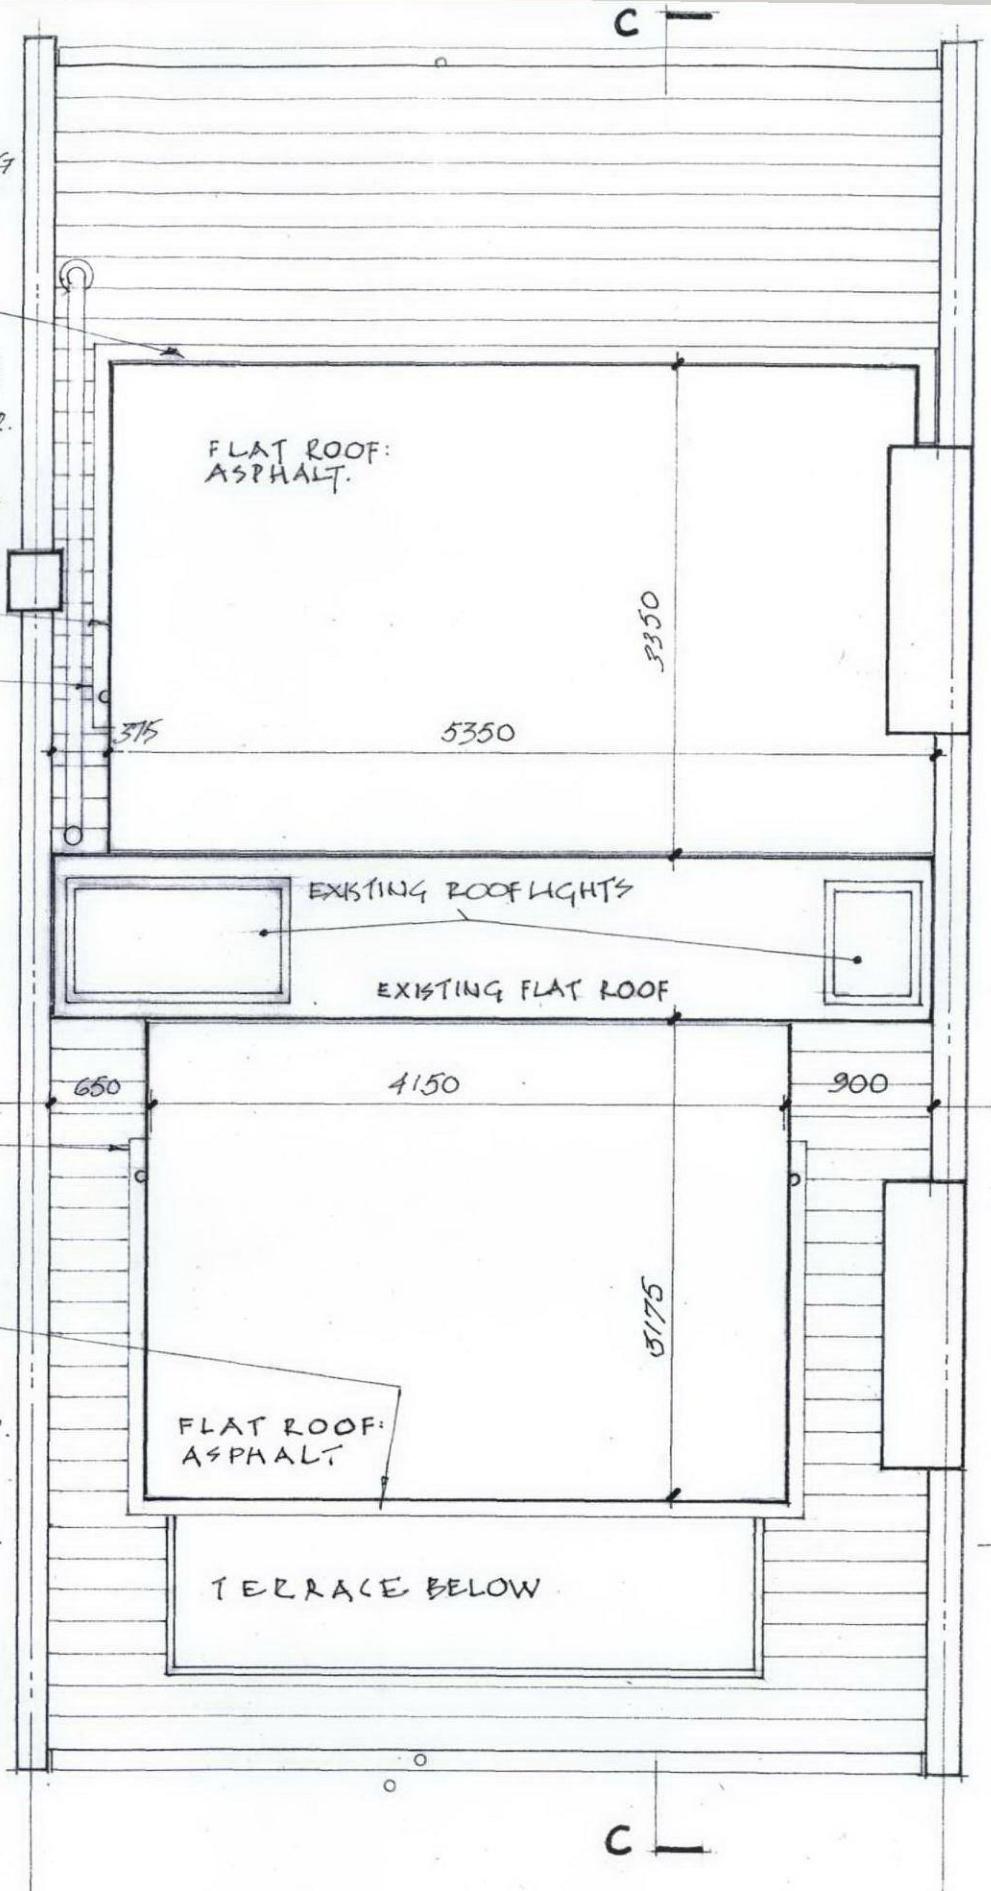 C
FLAT ROOF:
ASPHALT.
3350
375
5350
EXISTING ROOFLIGHTS
EXISTING FLAT ROOF
650
4150
900
3175
FLAT ROOF:
ASPHALT
TERRACE BELOW
C